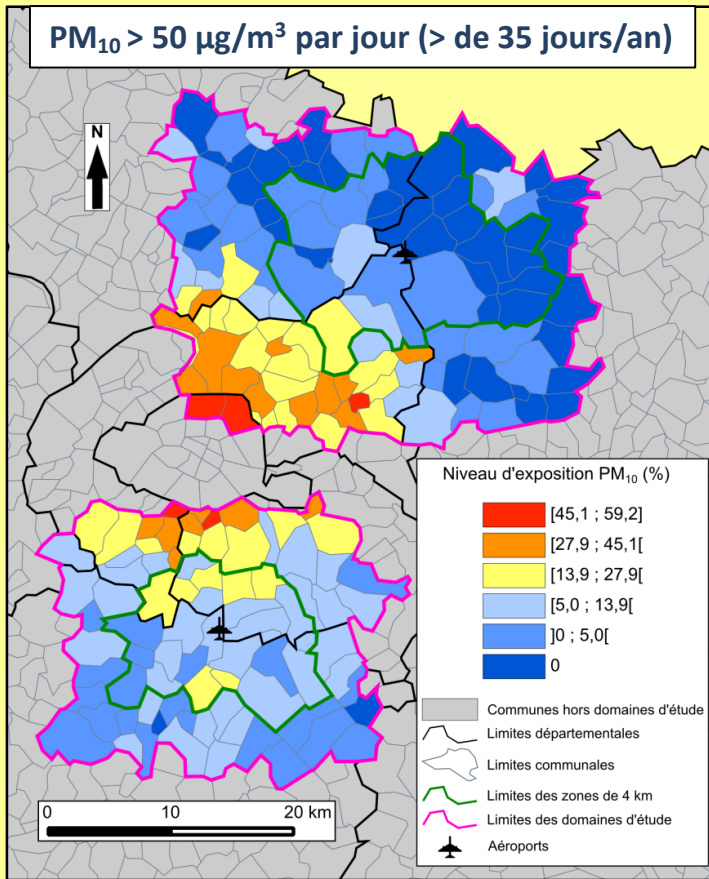 PM₁₀ > 50 µg/m³ par jour (> de 35 jours/an)
N
Niveau d'exposition PM₁₀ (%)
[45,1 ; 59,2]
[27,9 ; 45,1[
[13,9 ; 27,9[
[5,0 ; 13,9[
]0 ; 5,0[
0
Communes hors domaines d'étude
Limites départementales
Limites communales
Limites des zones de 4 km
Limites des domaines d'étude
Aéroports
0 10 20 km